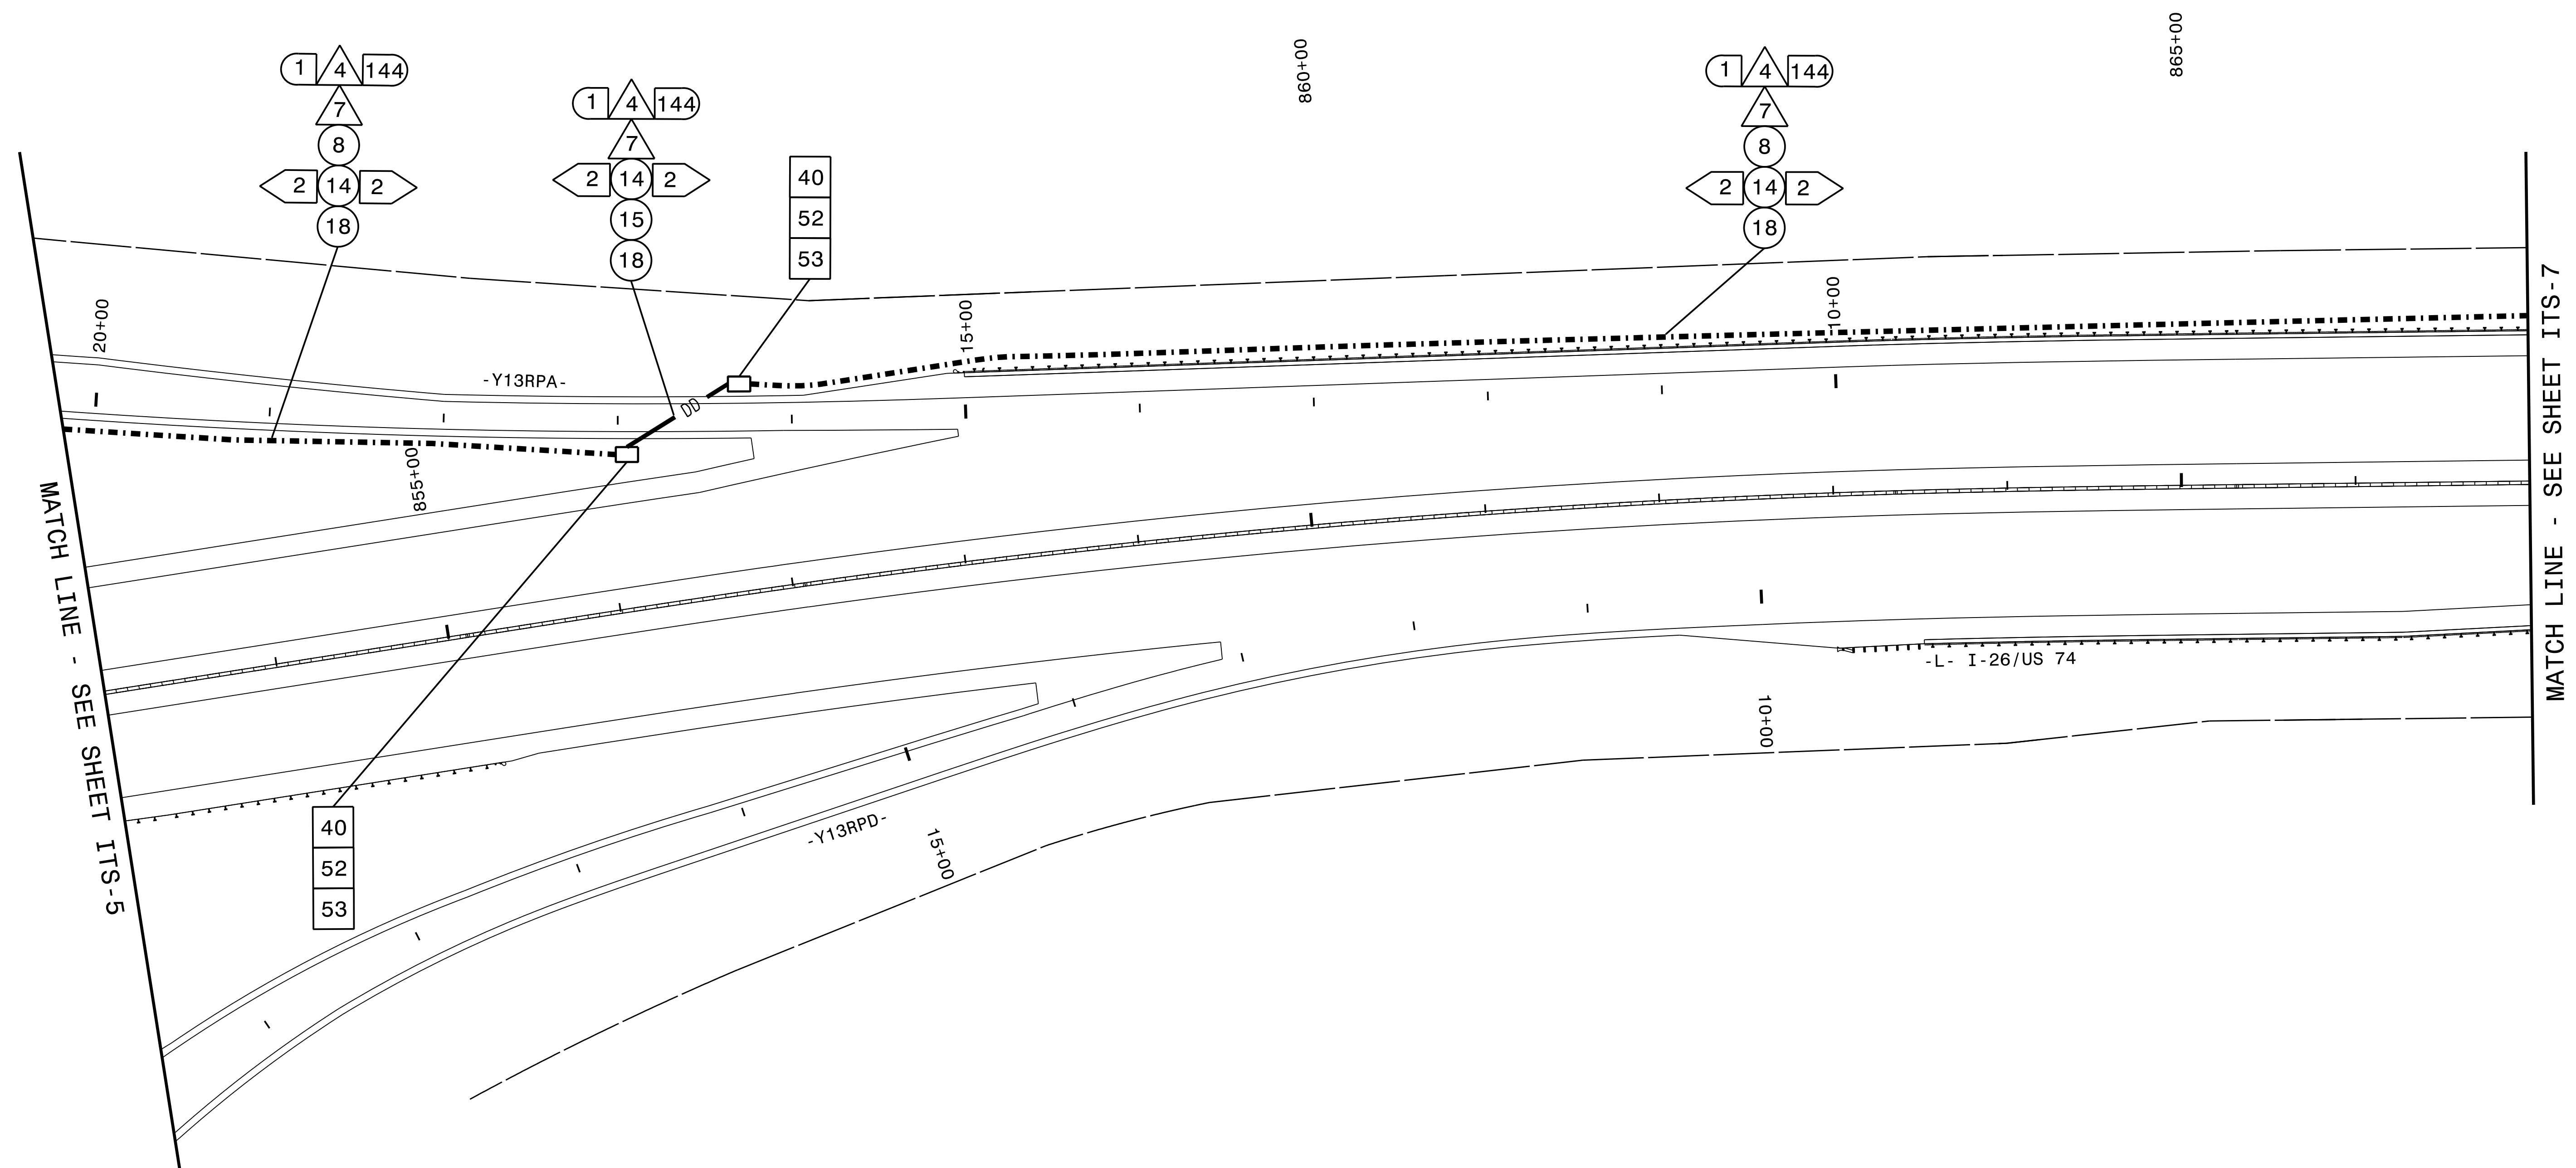 860+00
865+00
1 4 144
7
8
2 14 2
18
1 4 144
7
2 14 2
15
18
40
52
53
1 4 144
7
8
2 14 2
18
20+00
-Y13RPA-
15+00
10+00
DD
855+00
MATCH LINE - SEE SHEET ITS-5
MATCH LINE - SEE SHEET ITS-7
-L- I-26/US 74
10+00
-Y13RPD-
15+00
40
52
53